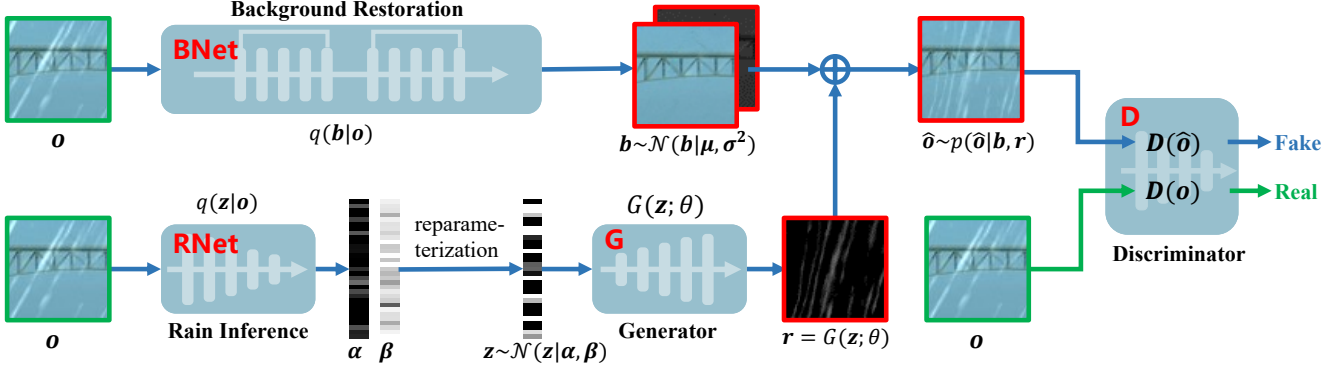 Background Restoration
BNet
o
q(b|o)
b~𝒩(b|μ, σ²)
ô~p(ô|b, r)
D
D(ô)
Fake
D(o)
Real
Discriminator
q(z|o)
RNet
Rain Inference
o
α
β
reparame-
terization
z~𝒩(z|α, β)
G(z; θ)
G
Generator
r = G(z; θ)
o